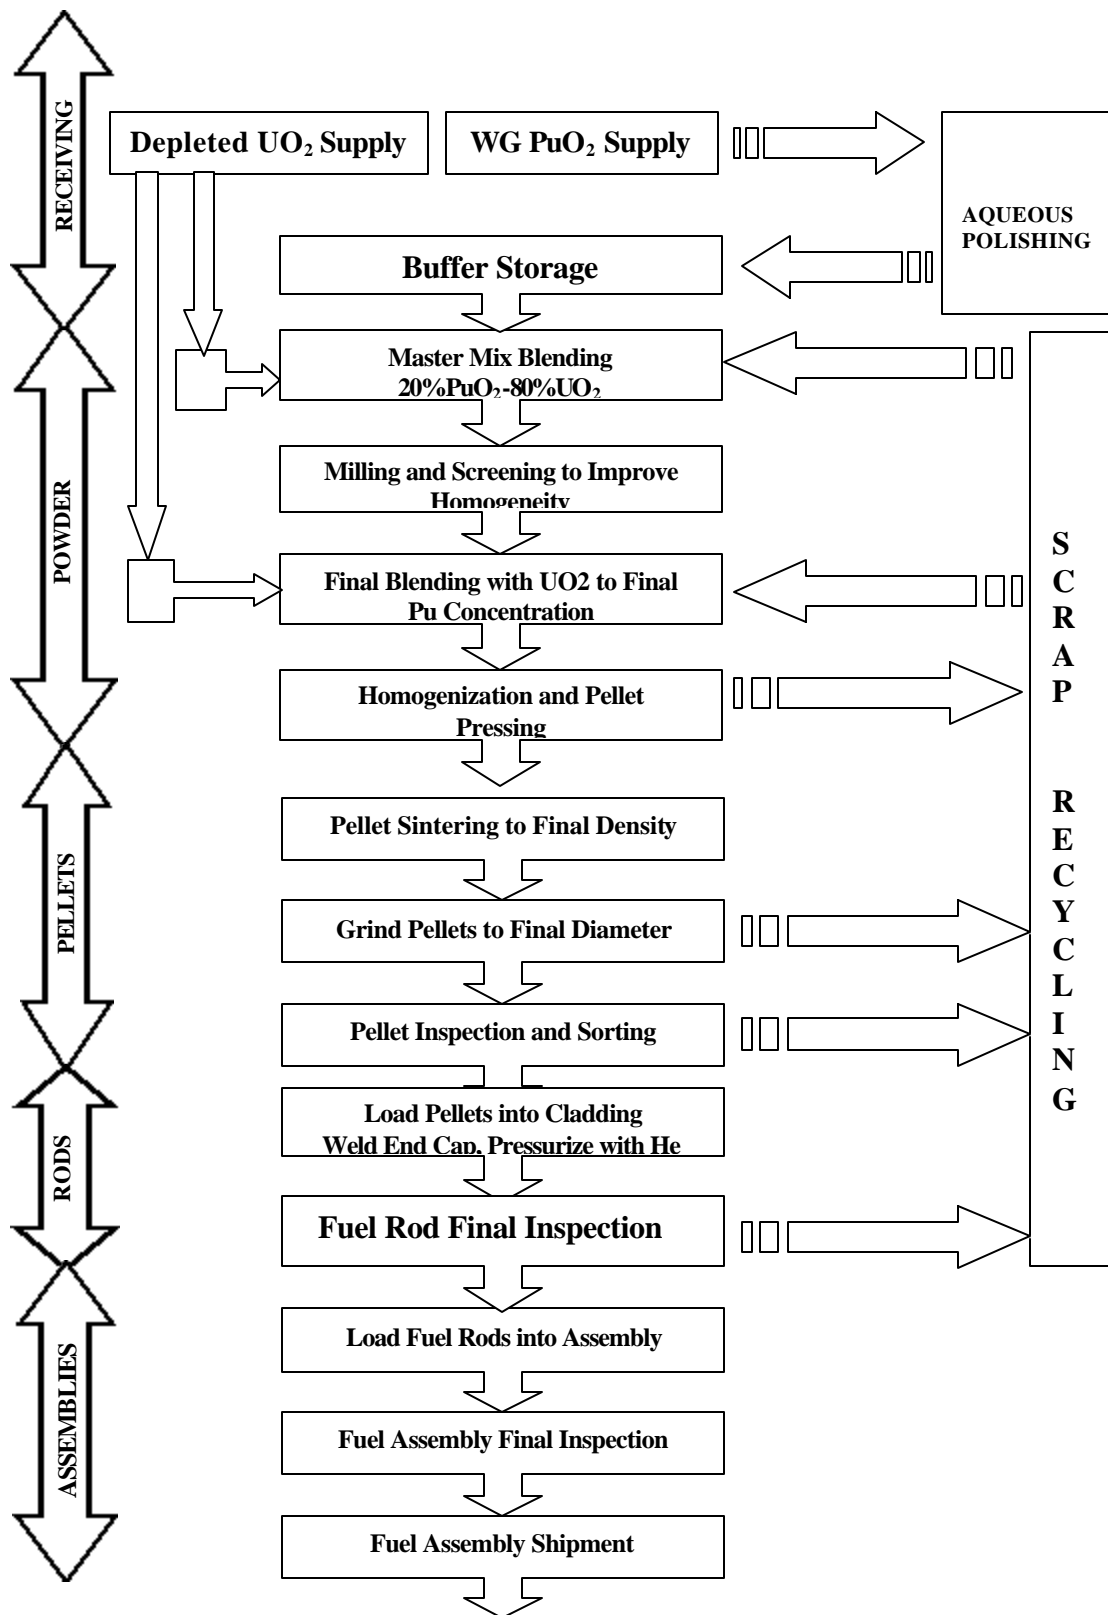 RECEIVING
Depleted UO₂ Supply
WG PuO₂ Supply
AQUEOUS
POLISHING
Buffer Storage
Master Mix Blending
20%PuO₂-80%UO₂
POWDER
Milling and Screening to Improve
Homogeneity
Final Blending with UO2 to Final
Pu Concentration
Homogenization and Pellet
Pressing
SCRAP RECYCLING
PELLETS
Pellet Sintering to Final Density
Grind Pellets to Final Diameter
Pellet Inspection and Sorting
RODS
Load Pellets into Cladding
Weld End Cap, Pressurize with He
Fuel Rod Final Inspection
ASSEMBLIES
Load Fuel Rods into Assembly
Fuel Assembly Final Inspection
Fuel Assembly Shipment